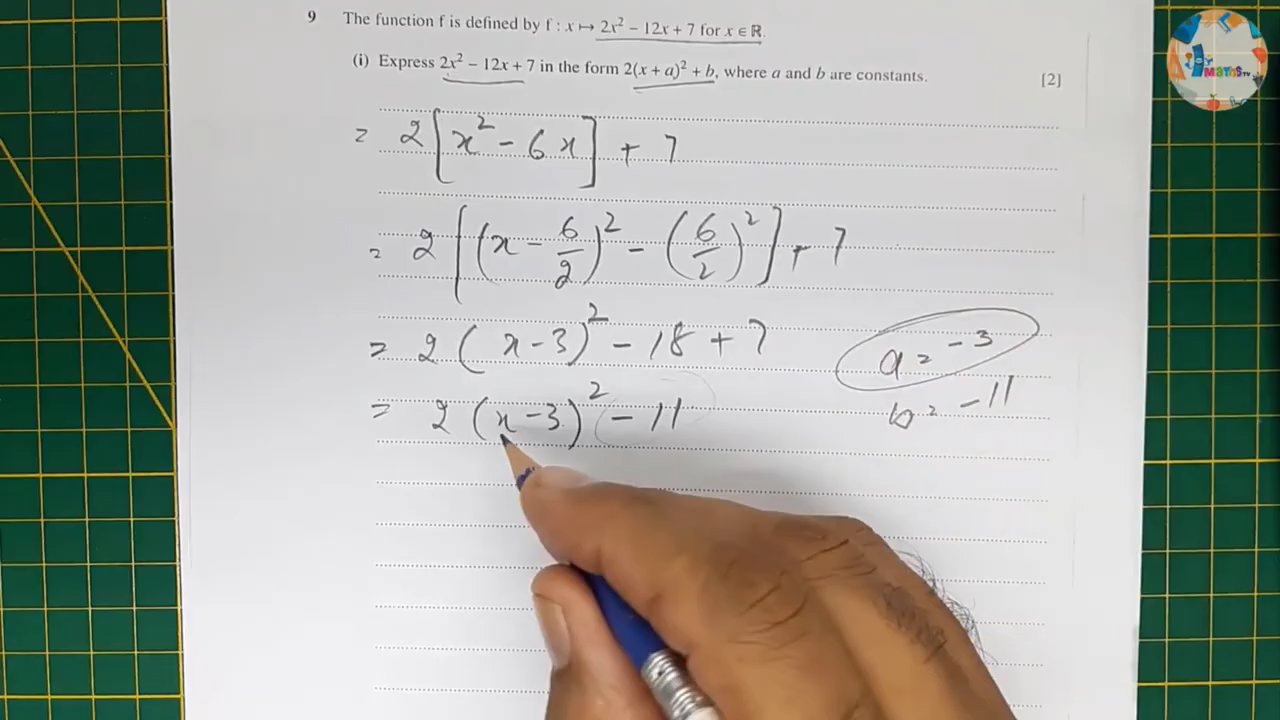 9 The function f is defined by f : x ↦ 2x² − 12x + 7 for x ∈ ℝ.
(i) Express 2x² − 12x + 7 in the form 2(x + a)² + b, where a and b are constants. [2]
= 2[x² − 6x] + 7
= 2[(x − 6/2)² − (6/2)²] + 7
= 2(x − 3)² − 18 + 7
a = −3
= 2(x − 3)² − 11
b = −11
MATHS